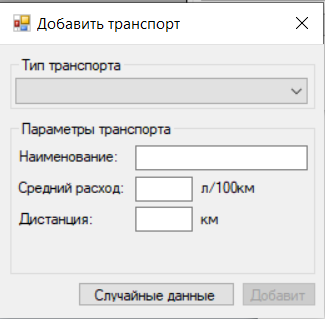 Добавить транспорт
Тип транспорта
Параметры транспорта
Наименование:
Средний расход: л/100км
Дистанция: км
Случайные данные Добавит